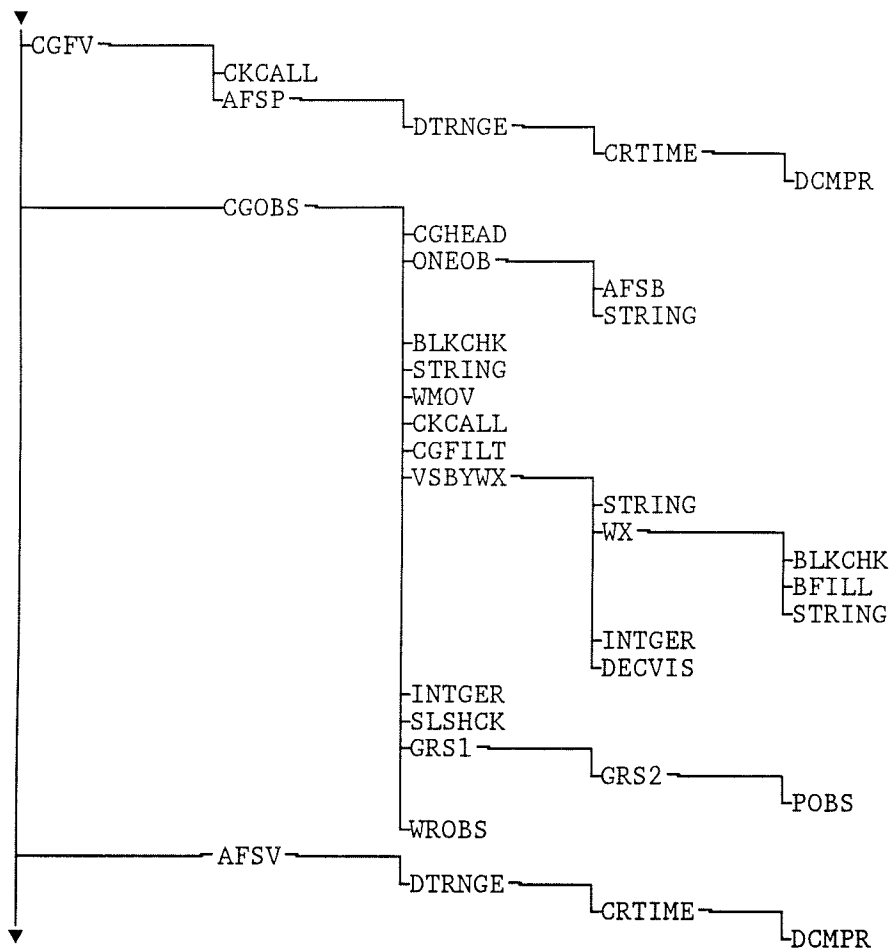 CGFV
CKCALL
AFSP
DTRNGE
CRTIME
DCMPR
CGOBS
CGHEAD
ONEOB
AFSB
STRING
BLKCHK
STRING
WMOV
CKCALL
CGFILT
VSBYWX
STRING
WX
BLKCHK
BFILL
STRING
INTGER
DECVIS
INTGER
SLSHCK
GRS1
GRS2
POBS
WROBS
AFSV
DTRNGE
CRTIME
DCMPR